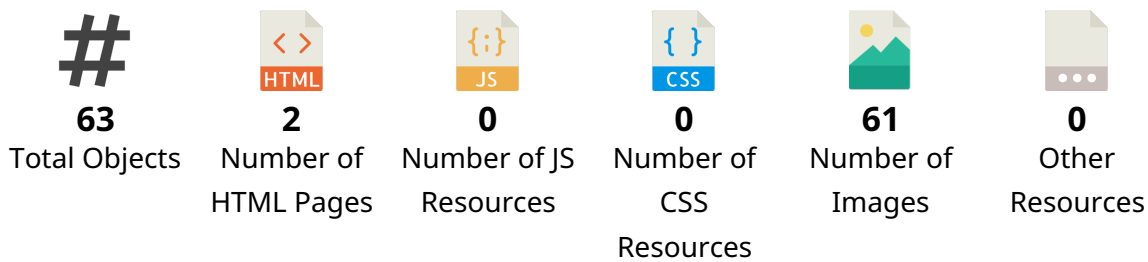 #
HTML
JS
CSS
63
2
0
0
61
0
Total Objects
Number of
HTML Pages
Number of JS
Resources
Number of
CSS
Resources
Number of
Images
Other
Resources